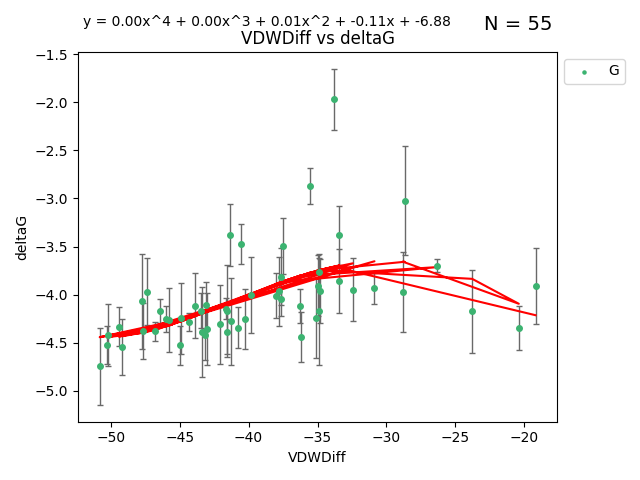 y = 0.00x^4 + 0.00x^3 + 0.01x^2 + -0.11x + -6.88
N = 55
VDWDiff vs deltaG
G
−1.5
−2.0
−2.5
−3.0
−3.5
−4.0
−4.5
−5.0
deltaG
−50 −45 −40 −35 −30 −25 −20
VDWDiff